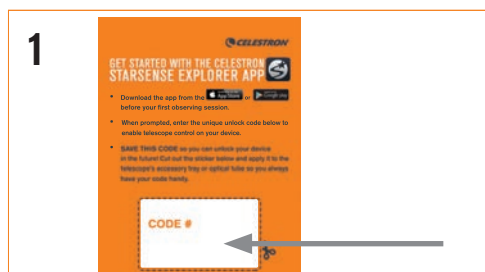 1
CELESTRON
GET STARTED WITH THE CELESTRON
STARSENSE EXPLORER APP
• Download the app from the App Store or Google play
before your first observing session.
• When prompted, enter the unique unlock code below to
enable telescope control on your device.
• SAVE THIS CODE so you can unlock your device
in the future! Cut out the sticker below and apply it to the
telescope's accessory tray or optical tube so you always
have your code handy.
CODE #